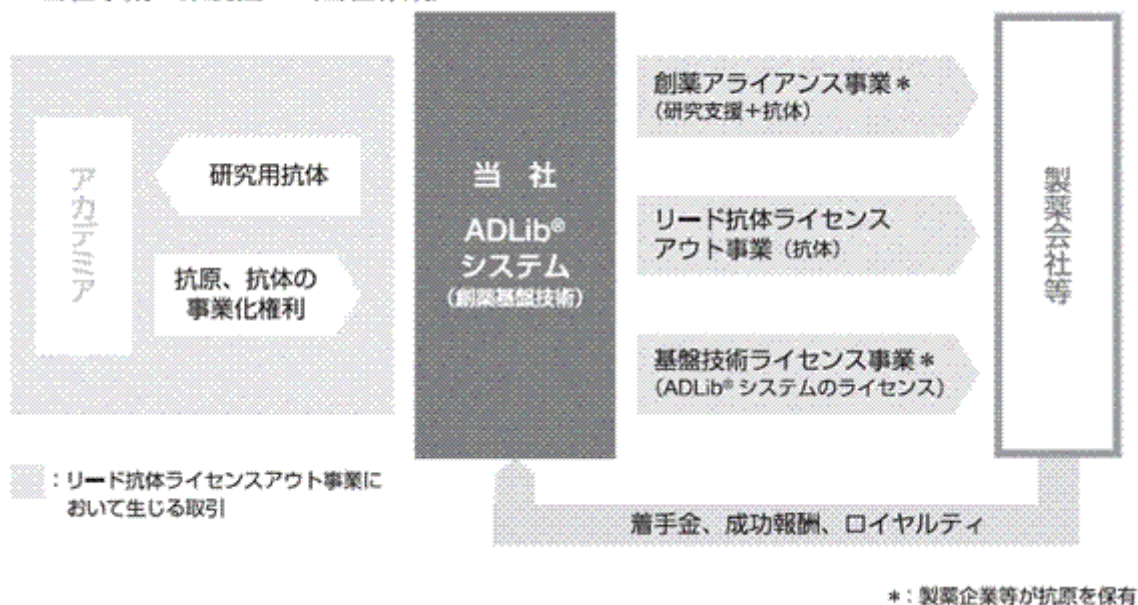 アカデミア
研究用抗体
抗原、抗体の
事業化権利
当 社
ADLib®
システム
(創薬基盤技術)
創薬アライアンス事業*
(研究支援+抗体)
リード抗体ライセンス
アウト事業(抗体)
基盤技術ライセンス事業*
(ADLib® システムのライセンス)
製薬会社等
:リード抗体ライセンスアウト事業に
おいて生じる取引
着手金、成功報酬、ロイヤルティ
*:製薬企業等が抗原を保有